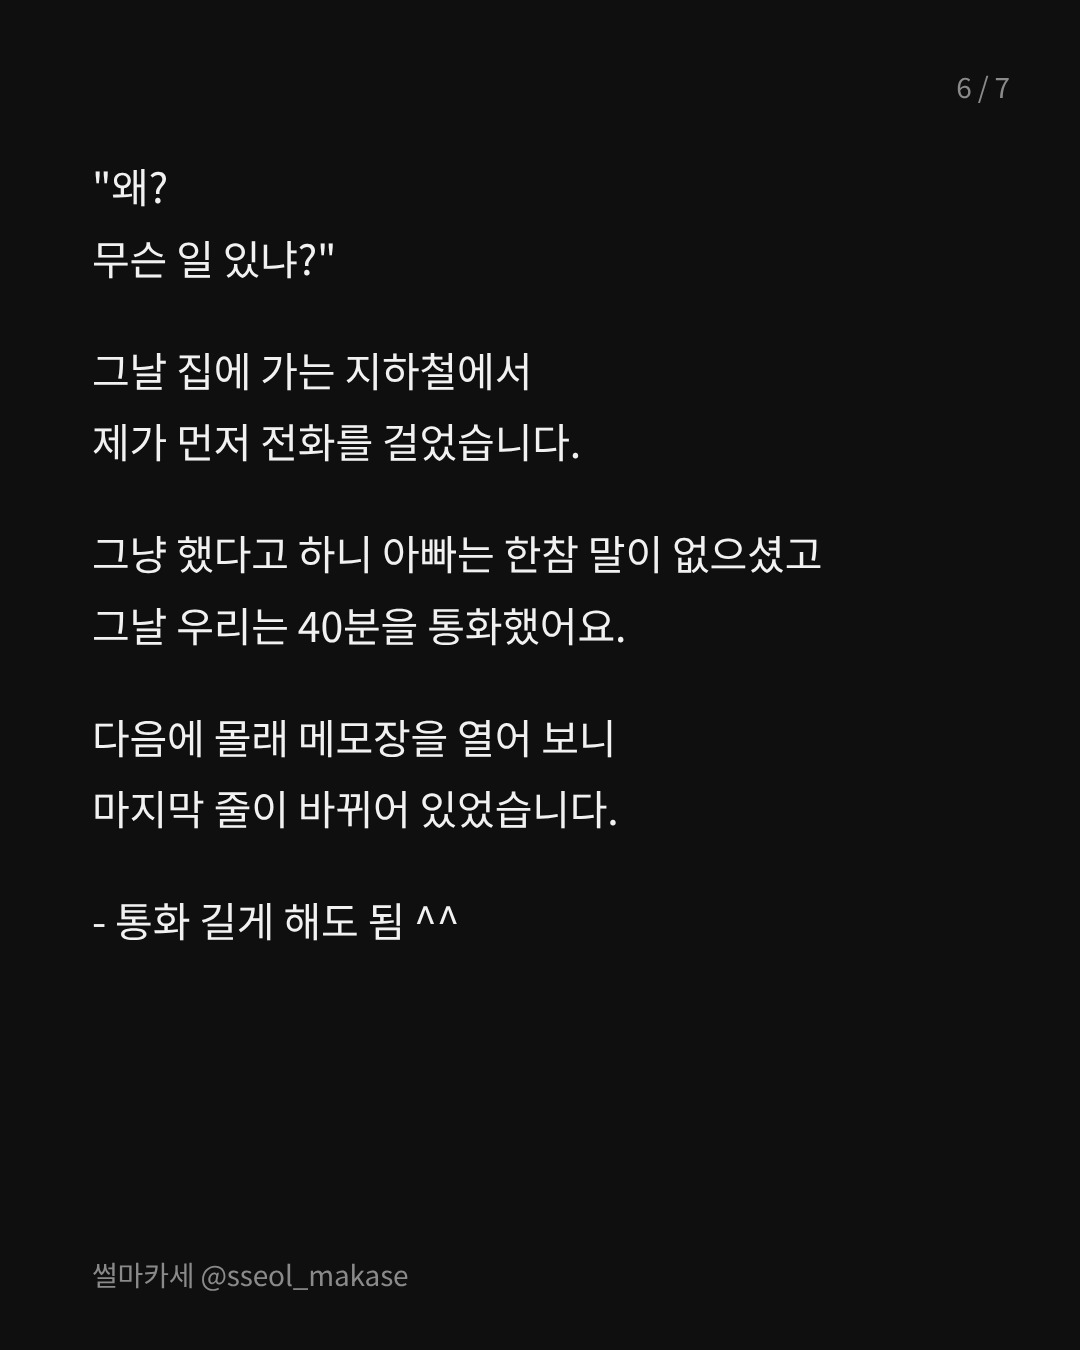 6 / 7
"왜?
무슨 일 있냐?"
그날 집에 가는 지하철에서
제가 먼저 전화를 걸었습니다.
그냥 했다고 하니 아빠는 한참 말이 없으셨고
그날 우리는 40분을 통화했어요.
다음에 몰래 메모장을 열어 보니
마지막 줄이 바뀌어 있었습니다.
- 통화 길게 해도 됨 ^^
썰마카세 @sseol_makase